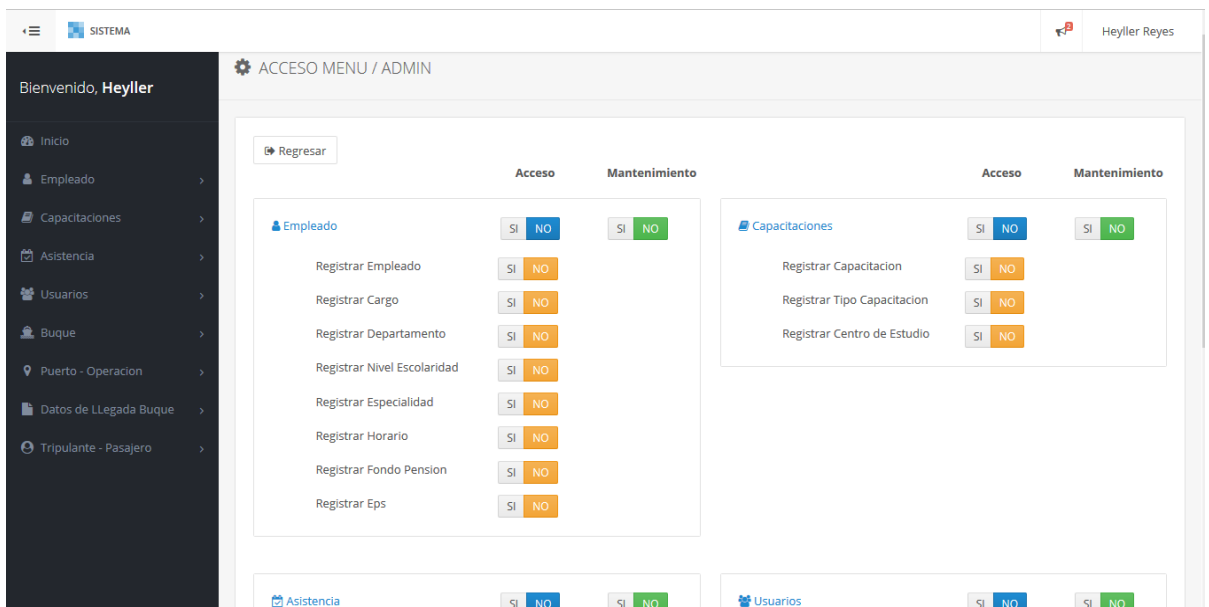 SISTEMA
2
Heyller Reyes
Bienvenido, Heyller
Inicio
Empleado
Capacitaciones
Asistencia
Usuarios
Buque
Puerto - Operacion
Datos de LLegada Buque
Tripulante - Pasajero
ACCESO MENU / ADMIN
Regresar
Acceso Mantenimiento
Empleado SI NO SI NO
Registrar Empleado SI NO
Registrar Cargo SI NO
Registrar Departamento SI NO
Registrar Nivel Escolaridad SI NO
Registrar Especialidad SI NO
Registrar Horario SI NO
Registrar Fondo Pension SI NO
Registrar Eps SI NO
Acceso Mantenimiento
Capacitaciones SI NO SI NO
Registrar Capacitacion SI NO
Registrar Tipo Capacitacion SI NO
Registrar Centro de Estudio SI NO
Asistencia SI NO SI NO
Usuarios SI NO SI NO